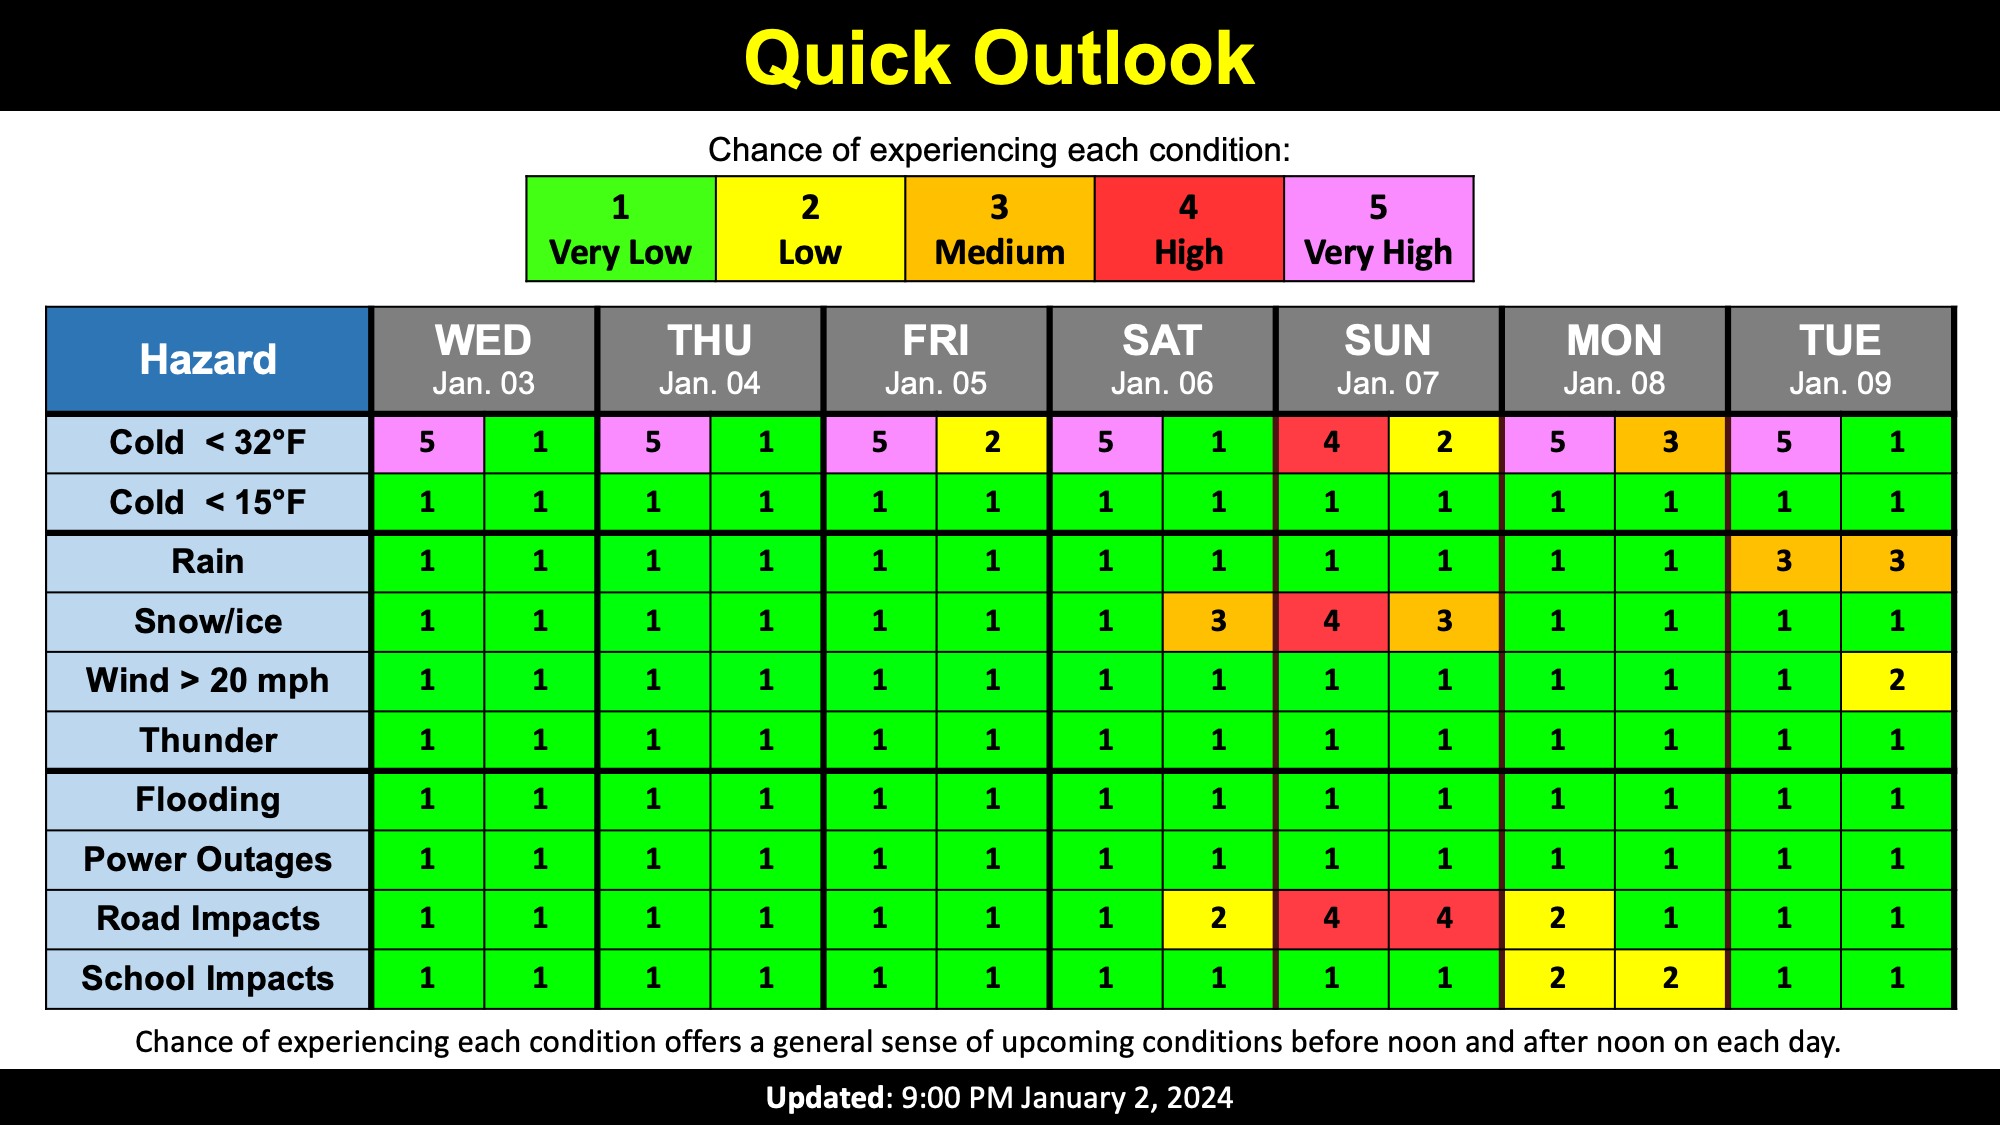 Quick Outlook
Chance of experiencing each condition:
1 2 3 4 5
Very Low Low Medium High Very High
Hazard WED THU FRI SAT SUN MON TUE
Jan. 03 Jan. 04 Jan. 05 Jan. 06 Jan. 07 Jan. 08 Jan. 09
Cold < 32°F 5 1 5 1 5 2 5 1 4 2 5 3 5 1
Cold < 15°F 1 1 1 1 1 1 1 1 1 1 1 1 1 1
Rain 1 1 1 1 1 1 1 1 1 1 1 1 3 3
Snow/ice 1 1 1 1 1 1 1 3 4 3 1 1 1 1
Wind > 20 mph 1 1 1 1 1 1 1 1 1 1 1 1 1 2
Thunder 1 1 1 1 1 1 1 1 1 1 1 1 1 1
Flooding 1 1 1 1 1 1 1 1 1 1 1 1 1 1
Power Outages 1 1 1 1 1 1 1 1 1 1 1 1 1 1
Road Impacts 1 1 1 1 1 1 1 2 4 4 2 1 1 1
School Impacts 1 1 1 1 1 1 1 1 1 1 2 2 1 1
Chance of experiencing each condition offers a general sense of upcoming conditions before noon and after noon on each day.
Updated: 9:00 PM January 2, 2024